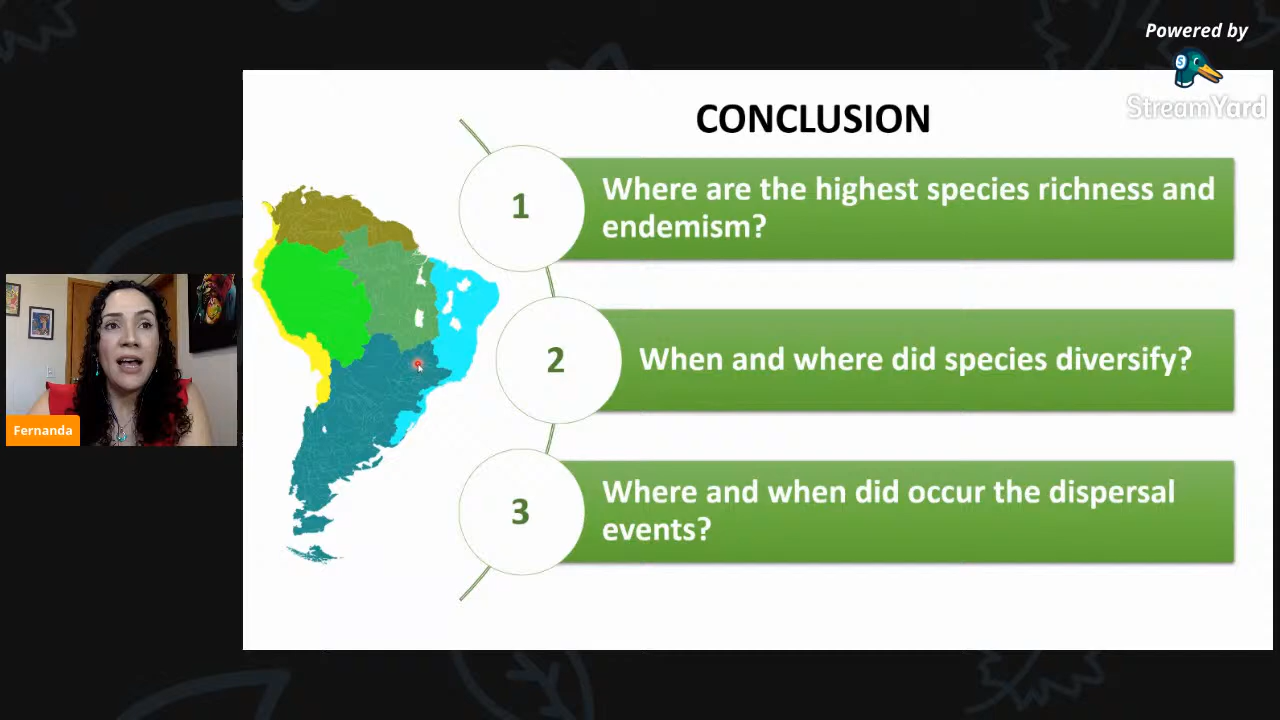 Powered by
StreamYard
CONCLUSION
1
Where are the highest species richness and
endemism?
2
When and where did species diversify?
3
Where and when did occur the dispersal
events?
Fernanda